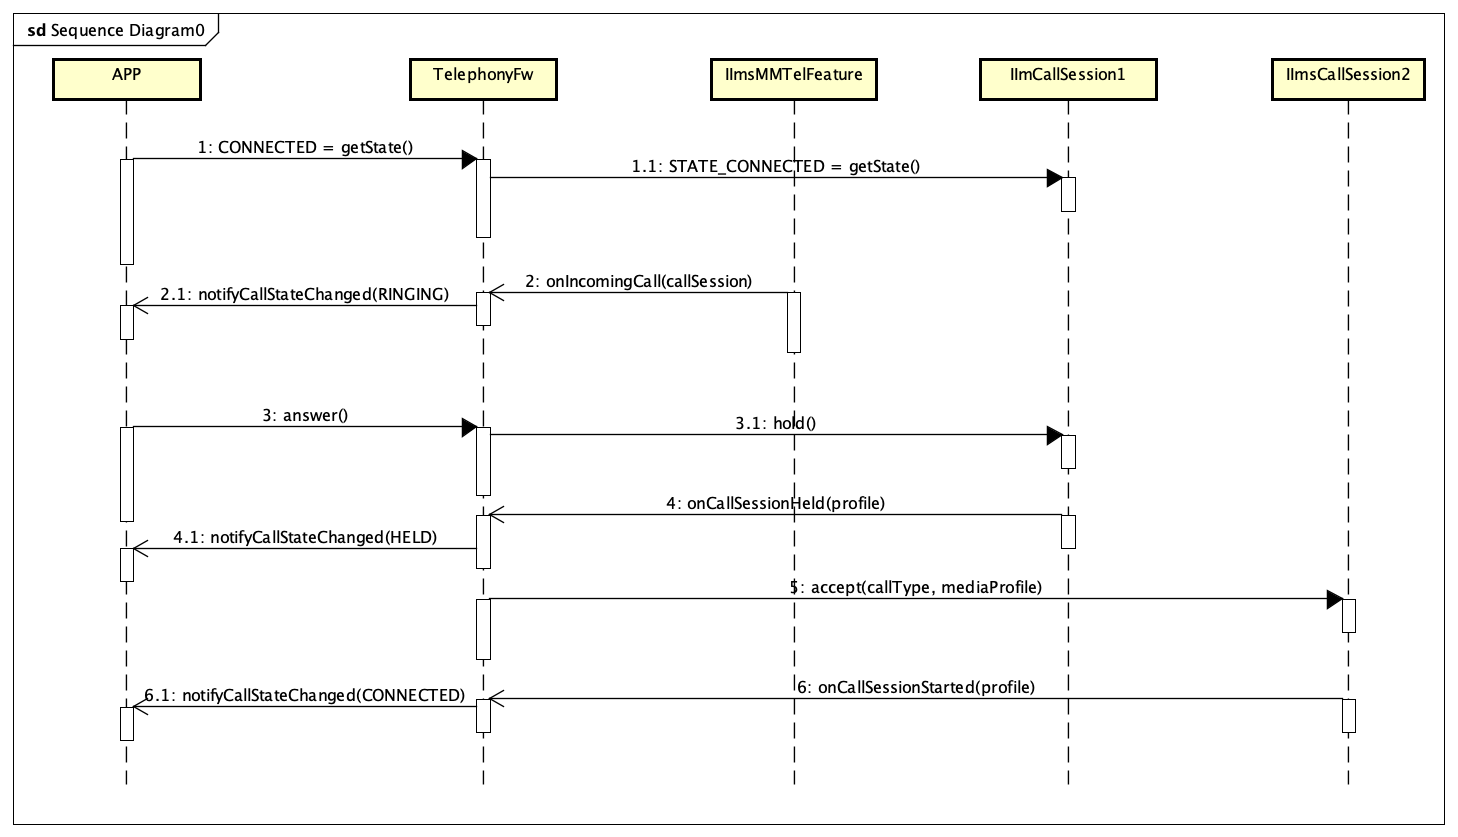 sd Sequence Diagram0
APP
TelephonyFw
IImsMMTelFeature
IImCallSession1
IImsCallSession2
1: CONNECTED = getState()
1.1: STATE_CONNECTED = getState()
2: onIncomingCall(callSession)
2.1: notifyCallStateChanged(RINGING)
3: answer()
3.1: hold()
4: onCallSessionHeld(profile)
4.1: notifyCallStateChanged(HELD)
5: accept(callType, mediaProfile)
6: onCallSessionStarted(profile)
6.1: notifyCallStateChanged(CONNECTED)